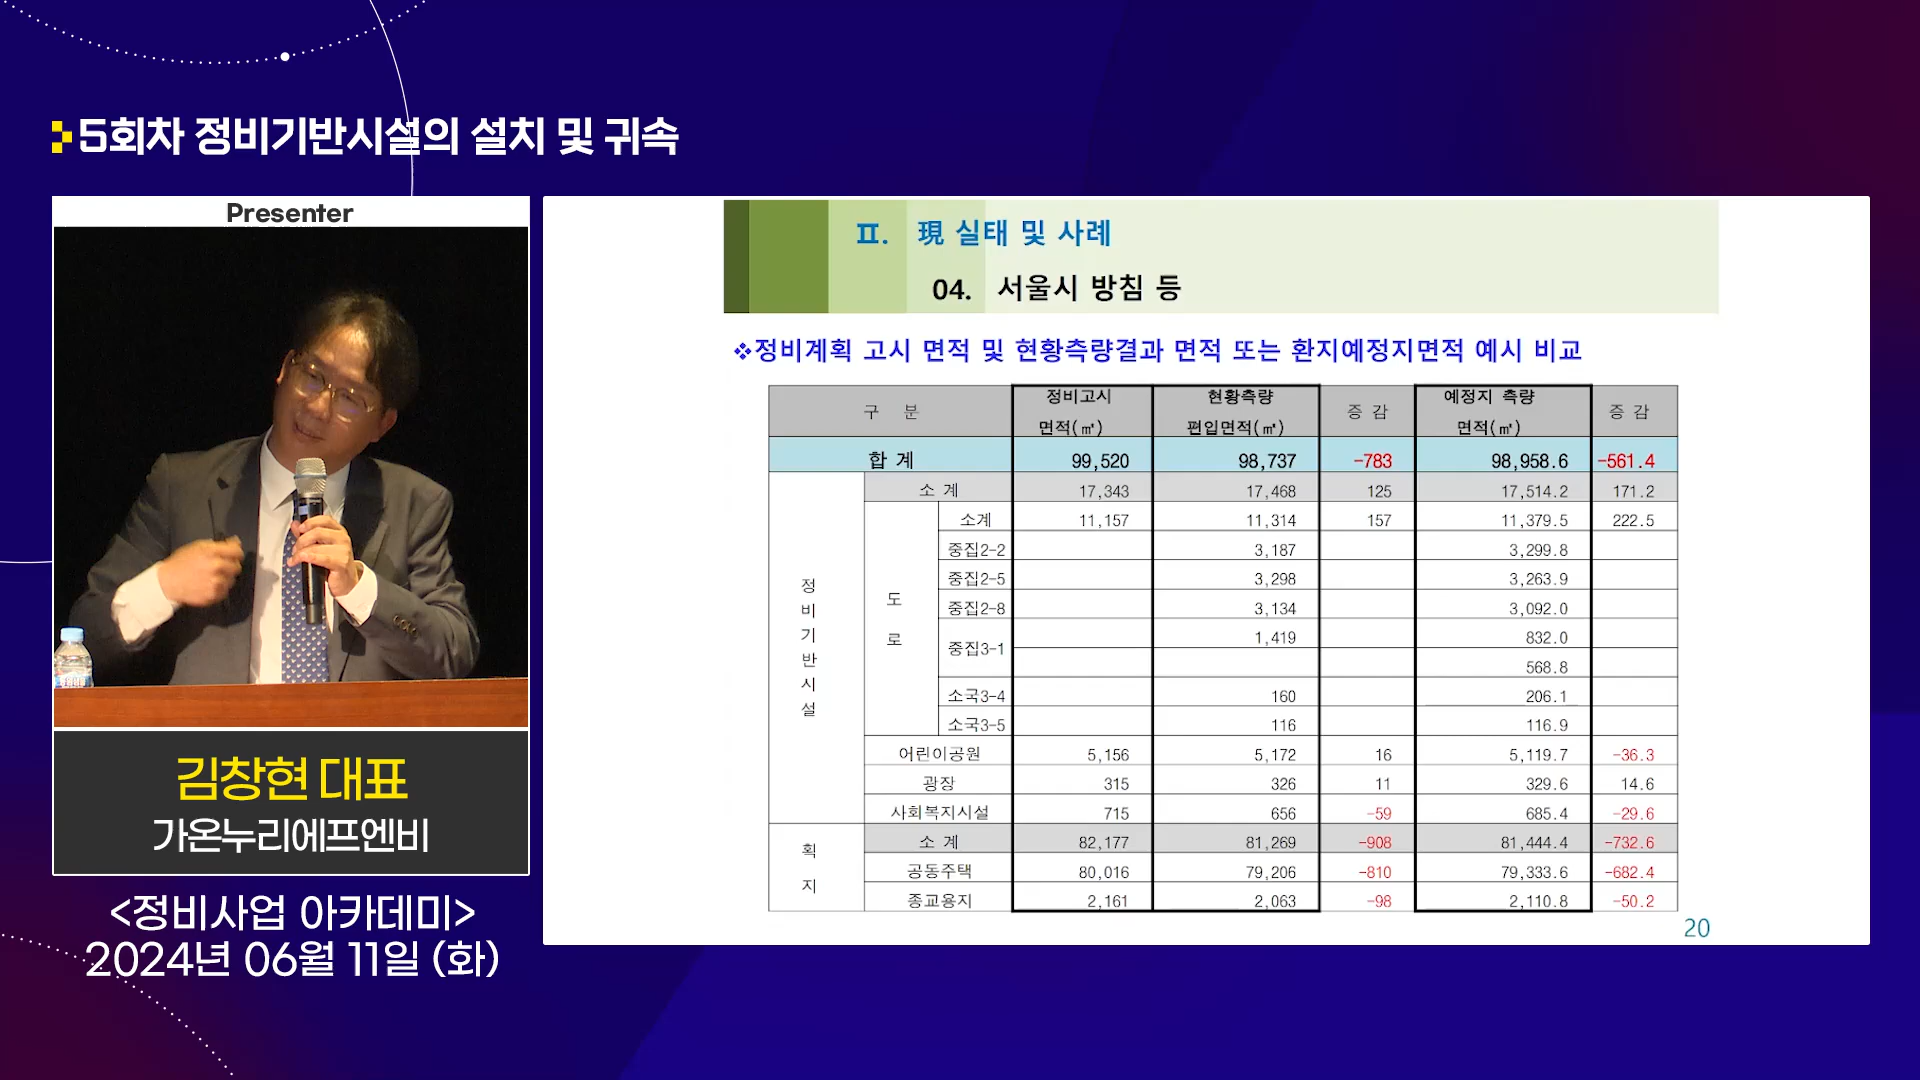 5회차 정비기반시설의 설치 및 귀속
Presenter
김창현 대표
가온누리에프엔비
<정비사업 아카데미>
2024년 06월 11일 (화)
Ⅱ. 現 실태 및 사례
04. 서울시 방침 등
❖정비계획 고시 면적 및 현황측량결과 면적 또는 환지예정지면적 예시 비교
구 분 정비고시 면적(㎡) 현황측량 편입면적(㎡) 증 감 예정지 측량 면적(㎡) 증 감
합 계 99,520 98,737 -783 98,958.6 -561.4
정비기반시설 소 계 17,343 17,468 125 17,514.2 171.2
도로 소계 11,157 11,314 157 11,379.5 222.5
중집2-2 3,187 3,299.8
중집2-5 3,298 3,263.9
중집2-8 3,134 3,092.0
중집3-1 1,419 832.0
568.8
소국3-4 160 206.1
소국3-5 116 116.9
어린이공원 5,156 5,172 16 5,119.7 -36.3
광장 315 326 11 329.6 14.6
사회복지시설 715 656 -59 685.4 -29.6
획지 소 계 82,177 81,269 -908 81,444.4 -732.6
공동주택 80,016 79,206 -810 79,333.6 -682.4
종교용지 2,161 2,063 -98 2,110.8 -50.2
20